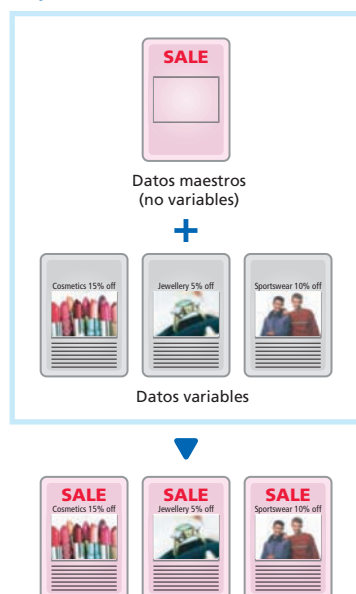 SALE
Datos maestros
(no variables)
+
Cosmetics 15% off
Jewellery 5% off
Sportswear 10% off
Datos variables
SALE
SALE
SALE
Cosmetics 15% off
Jewellery 5% off
Sportswear 10% off